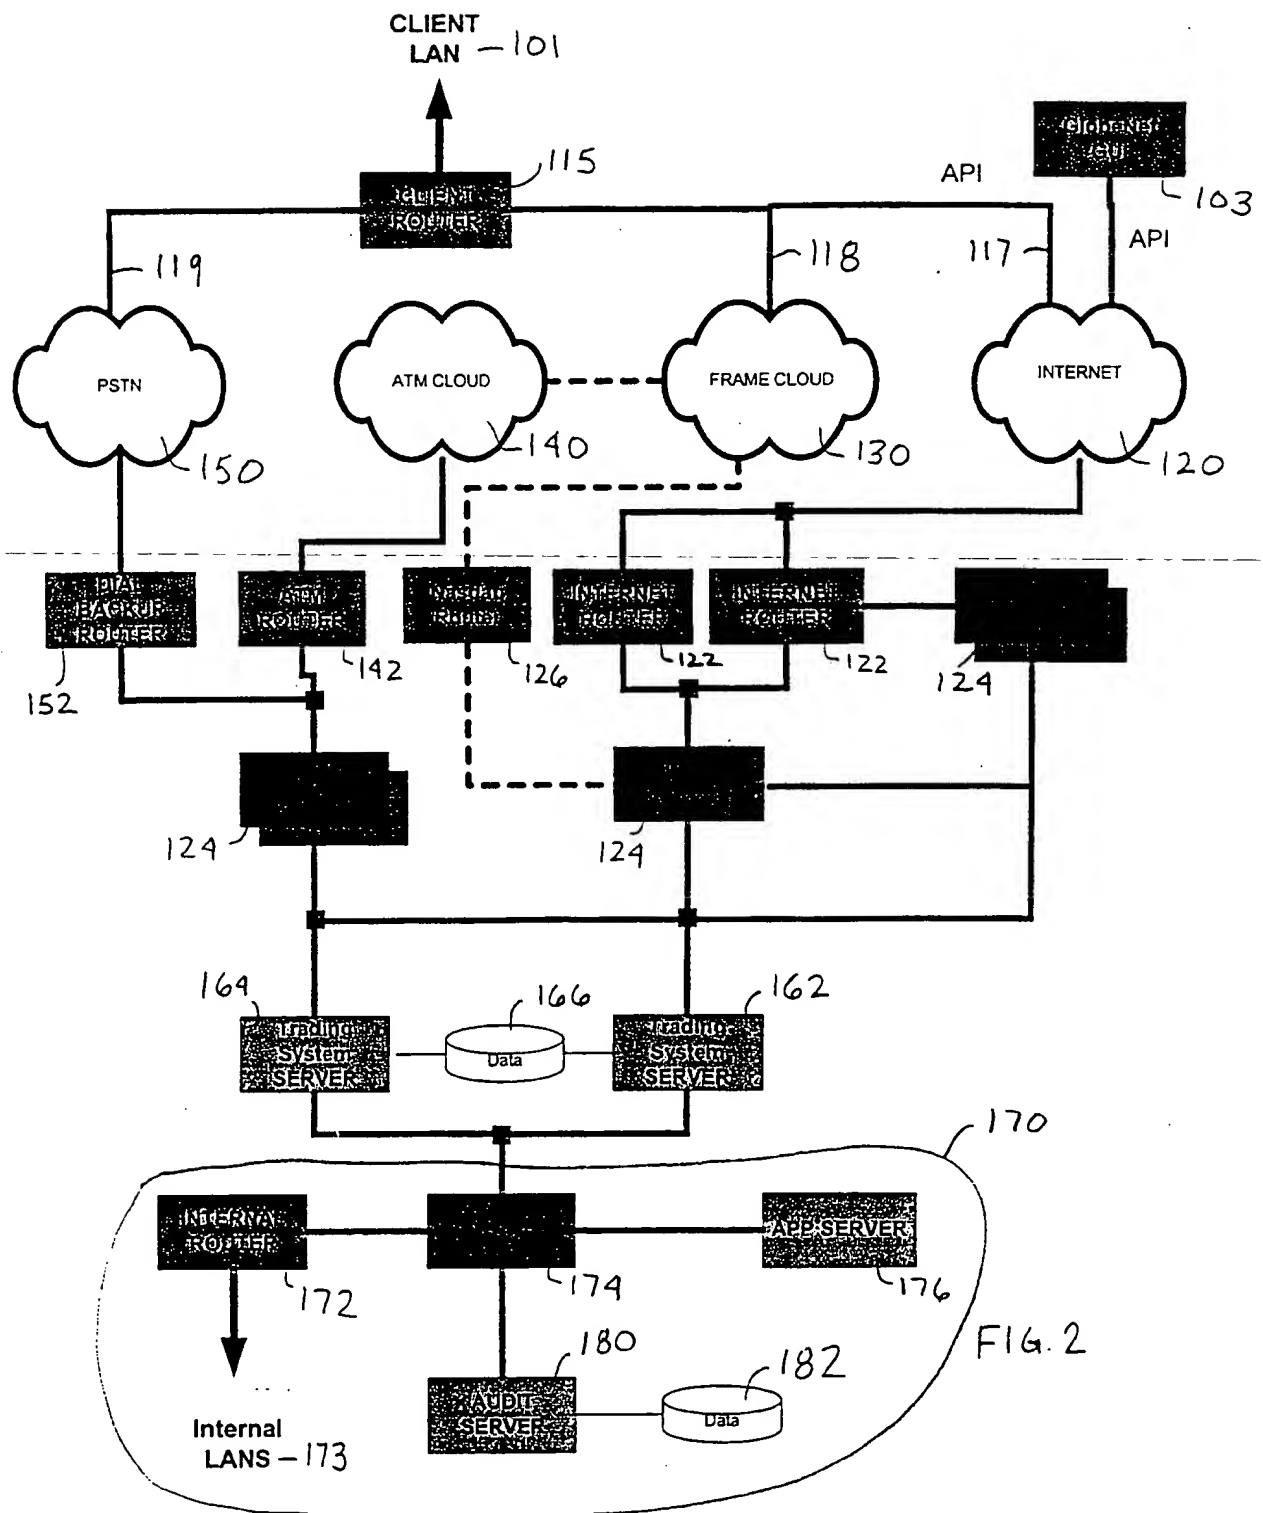 CLIENT
LAN – 101
GlobeNet
GUI
103
115
CLIENT
ROUTER
API
API
119
118
117
PSTN
ATM CLOUD
FRAME CLOUD
INTERNET
150
140
130
120
DIAL
BACKUP
ROUTER
152
ATM
ROUTER
142
Nasdaq
Router
126
INTERNET
ROUTER
122
INTERNET
ROUTER
122
124
124
124
164
166
162
Trading
System
SERVER
Data
Trading
System
SERVER
170
INTERNAL
ROUTER
172
174
APP SERVER
176
180
182
FIG. 2
AUDIT
SERVER
Data
Internal
LANS – 173